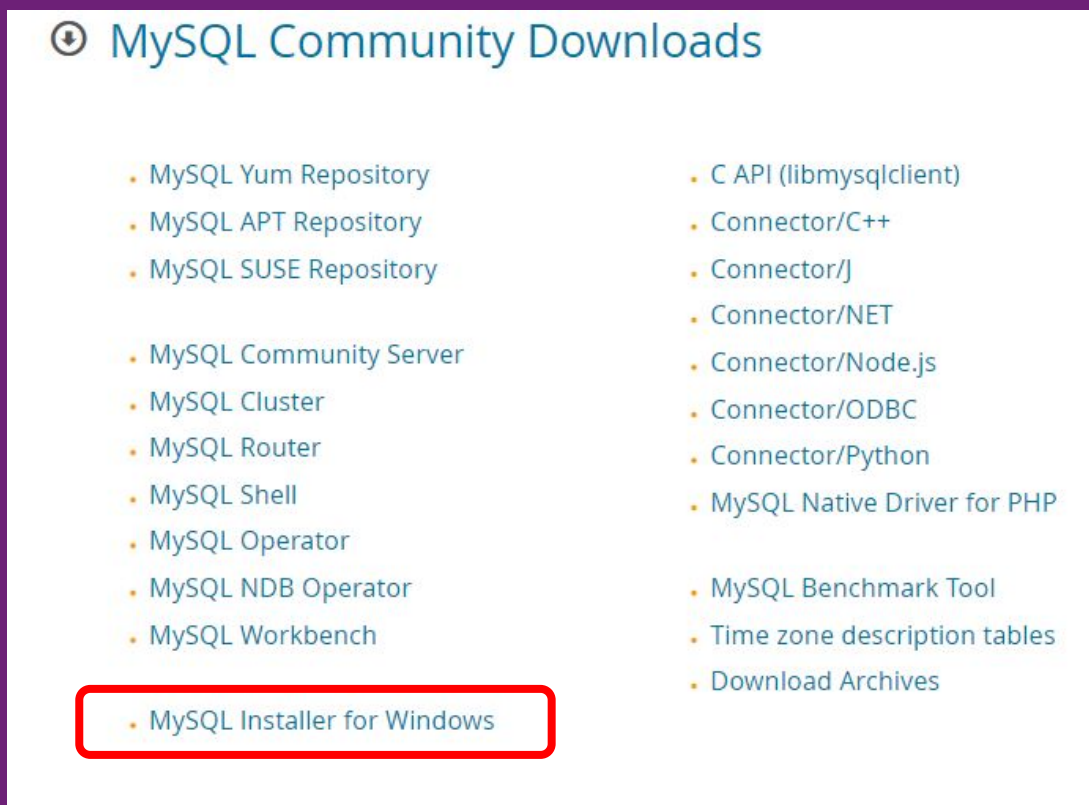 MySQL Community Downloads
MySQL Yum Repository
MySQL APT Repository
MySQL SUSE Repository
MySQL Community Server
MySQL Cluster
MySQL Router
MySQL Shell
MySQL Operator
MySQL NDB Operator
MySQL Workbench
MySQL Installer for Windows
C API (libmysqlclient)
Connector/C++
Connector/J
Connector/NET
Connector/Node.js
Connector/ODBC
Connector/Python
MySQL Native Driver for PHP
MySQL Benchmark Tool
Time zone description tables
Download Archives